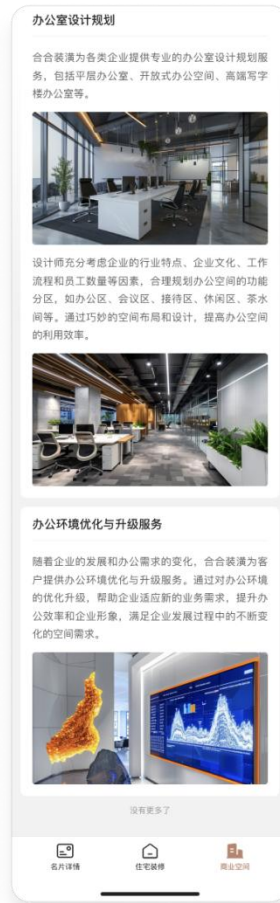 办公室设计规划
合合装潢为各类企业提供专业的办公室设计规划服
务，包括平层办公室、开放式办公空间、高端写字
楼办公室等。
设计师充分考虑企业的行业特点、企业文化、工作
流程和员工数量等因素，合理规划办公空间的功能
分区，如办公区、会议区、接待区、休闲区、茶水
间等。通过巧妙的空间布局和设计，提高办公空间
的利用效率。
办公环境优化与升级服务
随着企业的发展和办公需求的变化，合合装潢为客
户提供办公环境优化与升级服务。通过对办公环境
的优化升级，帮助企业适应新的业务需求，提升办
公效率和企业形象，满足企业发展过程中的不断变
化的空间需求。
没有更多了
名片详情
住宅装修
商业空间